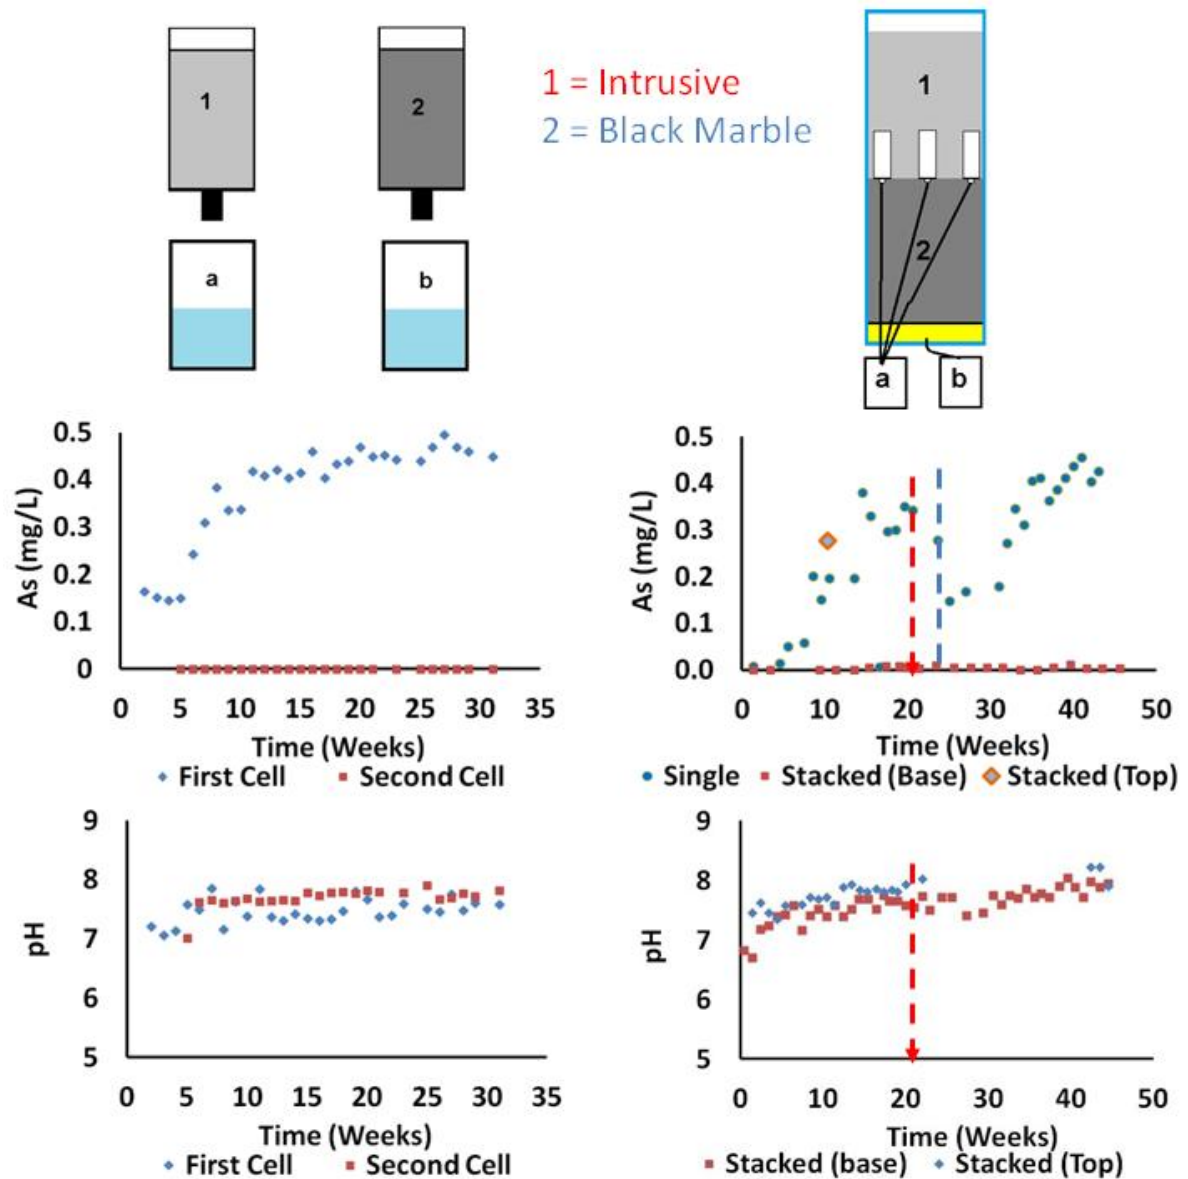 1
2
1 = Intrusive
2 = Black Marble
1
2
a
b
a
b
0.5
0.4
0.3
0.2
0.1
0
As (mg/L)
0 5 10 15 20 25 30 35
Time (Weeks)
First Cell Second Cell
0.5
0.4
0.3
0.2
0.1
0.0
As (mg/L)
0 10 20 30 40 50
Time (Weeks)
Single Stacked (Base) Stacked (Top)
9
8
7
6
5
pH
0 5 10 15 20 25 30 35
Time (Weeks)
First Cell Second Cell
9
8
7
6
5
pH
0 10 20 30 40 50
Time (Weeks)
Stacked (base) Stacked (Top)